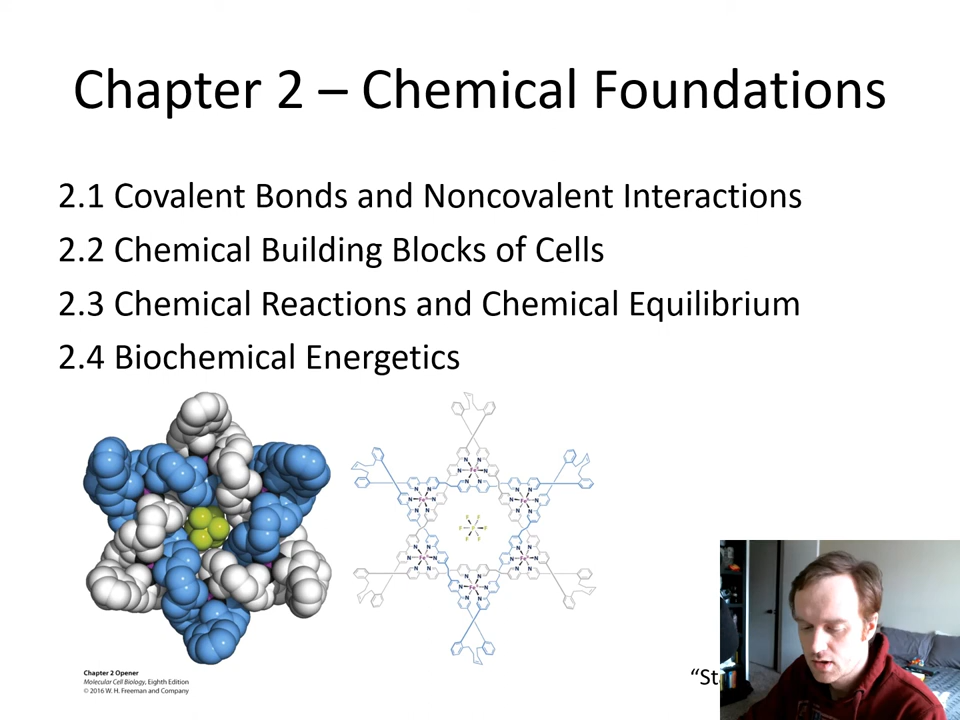 Chapter 2 – Chemical Foundations
2.1 Covalent Bonds and Noncovalent Interactions
2.2 Chemical Building Blocks of Cells
2.3 Chemical Reactions and Chemical Equilibrium
2.4 Biochemical Energetics
Chapter 2 Opener
Molecular Cell Biology, Eighth Edition
© 2016 W. H. Freeman and Company